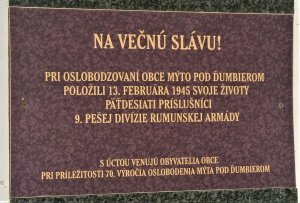 NA VEČNÚ SLÁVU!
PRI OSLOBODZOVANÍ OBCE MÝTO POD ĎUMBIEROM
POLOŽILI 13. FEBRUÁRA 1945 SVOJE ŽIVOTY
PÄŤDESIATI PRÍSLUŠNÍCI
9. PEŠEJ DIVÍZIE RUMUNSKEJ ARMÁDY
S ÚCTOU VENUJÚ OBYVATELIA OBCE
PRI PRÍLEŽITOSTI 70. VÝROČIA OSLOBODENIA MÝTA POD ĎUMBIEROM